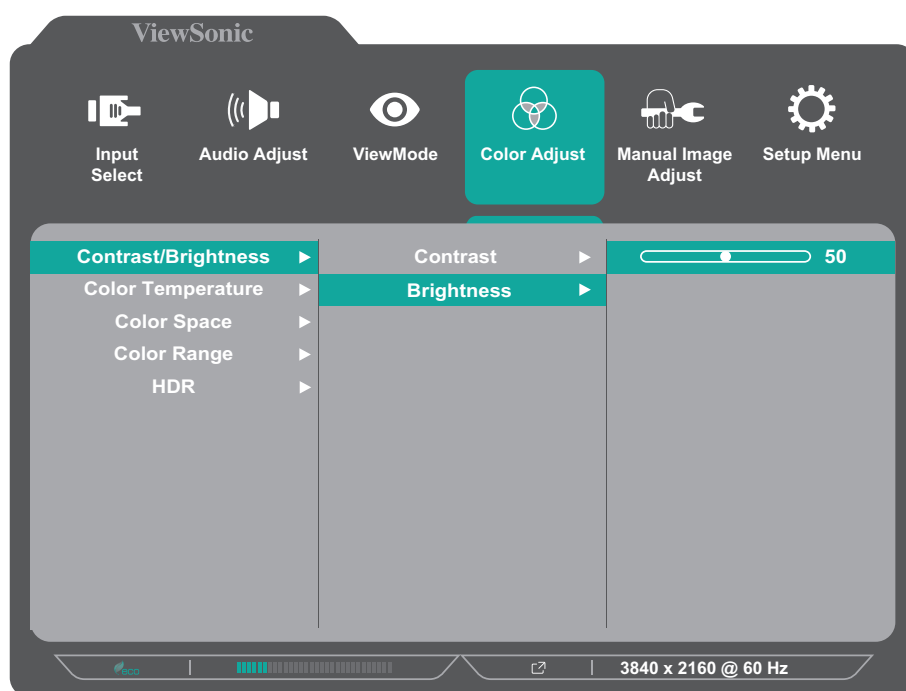 ViewSonic
Input
Select
Audio Adjust
ViewMode
Color Adjust
Manual Image
Adjust
Setup Menu
Contrast/Brightness
Contrast
50
Color Temperature
Brightness
Color Space
Color Range
HDR
eco
3840 x 2160 @ 60 Hz